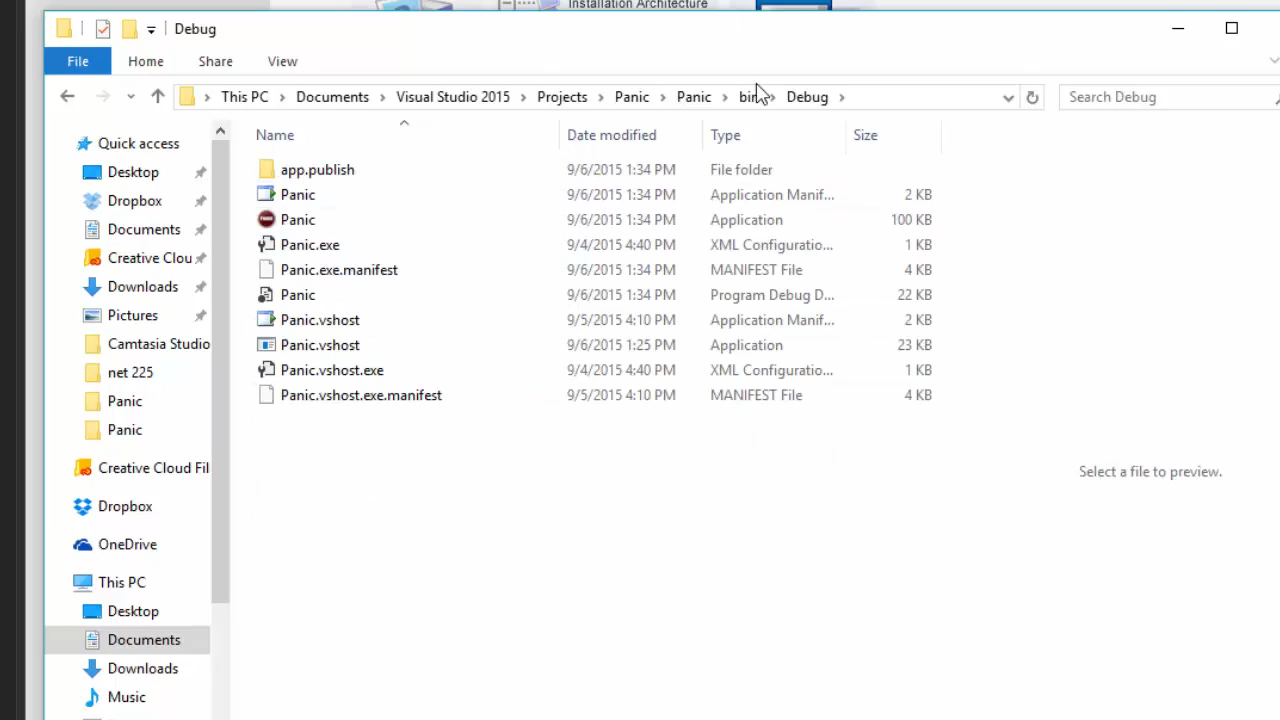 Installation Architecture
Debug
File Home Share View
This PC Documents Visual Studio 2015 Projects Panic Panic bin Debug Search Debug
Name Date modified Type Size
Quick access
Desktop
Dropbox
Documents
Creative Clou
Downloads
Pictures
Camtasia Studio
net 225
Panic
Panic
Creative Cloud Fil
Dropbox
OneDrive
This PC
Desktop
Documents
Downloads
Music
app.publish 9/6/2015 1:34 PM File folder
Panic 9/6/2015 1:34 PM Application Manif... 2 KB
Panic 9/6/2015 1:34 PM Application 100 KB
Panic.exe 9/4/2015 4:40 PM XML Configuratio... 1 KB
Panic.exe.manifest 9/6/2015 1:34 PM MANIFEST File 4 KB
Panic 9/6/2015 1:34 PM Program Debug D... 22 KB
Panic.vshost 9/5/2015 4:10 PM Application Manif... 2 KB
Panic.vshost 9/6/2015 1:25 PM Application 23 KB
Panic.vshost.exe 9/4/2015 4:40 PM XML Configuratio... 1 KB
Panic.vshost.exe.manifest 9/5/2015 4:10 PM MANIFEST File 4 KB
Select a file to preview.